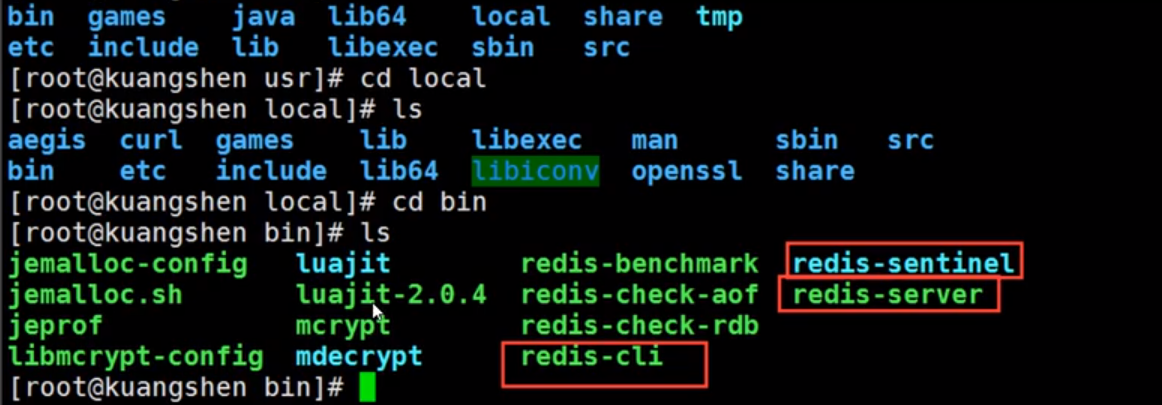 bin games java lib64 local share tmp
etc include lib libexec sbin src
[root@kuangshen usr]# cd local
[root@kuangshen local]# ls
aegis curl games lib libexec man sbin src
bin etc include lib64 libiconv openssl share
[root@kuangshen local]# cd bin
[root@kuangshen bin]# ls
jemalloc-config luajit redis-benchmark redis-sentinel
jemalloc.sh luajit-2.0.4 redis-check-aof redis-server
jeprof mcrypt redis-check-rdb
libmcrypt-config mdecrypt redis-cli
[root@kuangshen bin]#